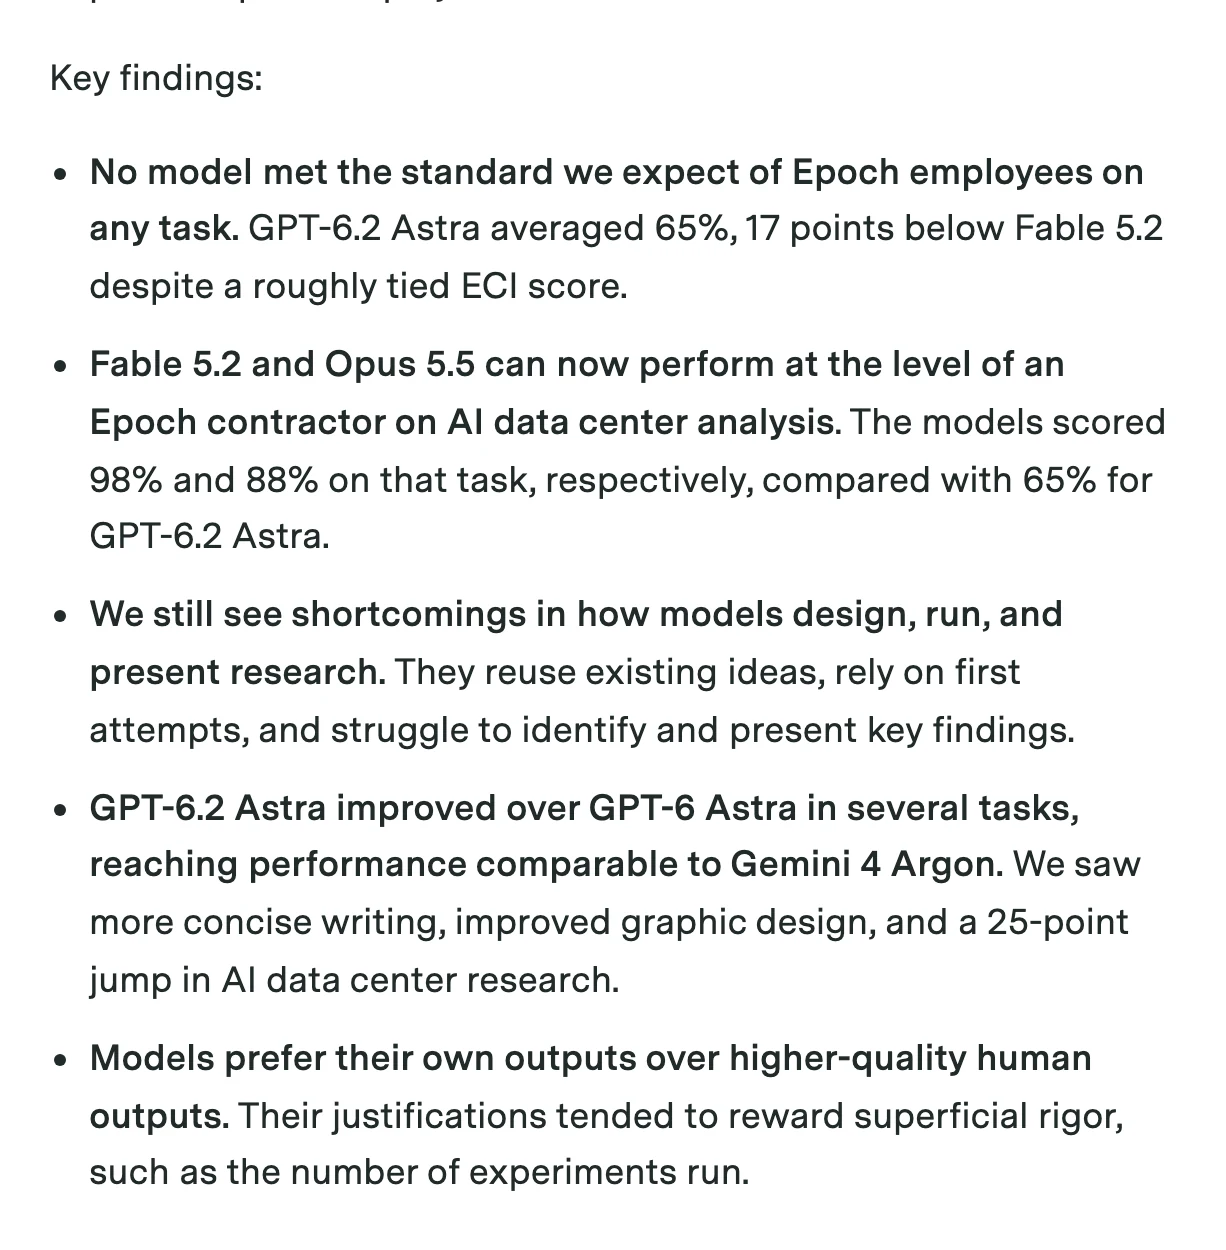 Key findings:
• No model met the standard we expect of Epoch employees on
any task. GPT-6.2 Astra averaged 65%, 17 points below Fable 5.2
despite a roughly tied ECI score.
• Fable 5.2 and Opus 5.5 can now perform at the level of an
Epoch contractor on AI data center analysis. The models scored
98% and 88% on that task, respectively, compared with 65% for
GPT-6.2 Astra.
• We still see shortcomings in how models design, run, and
present research. They reuse existing ideas, rely on first
attempts, and struggle to identify and present key findings.
• GPT-6.2 Astra improved over GPT-6 Astra in several tasks,
reaching performance comparable to Gemini 4 Argon. We saw
more concise writing, improved graphic design, and a 25-point
jump in AI data center research.
• Models prefer their own outputs over higher-quality human
outputs. Their justifications tended to reward superficial rigor,
such as the number of experiments run.